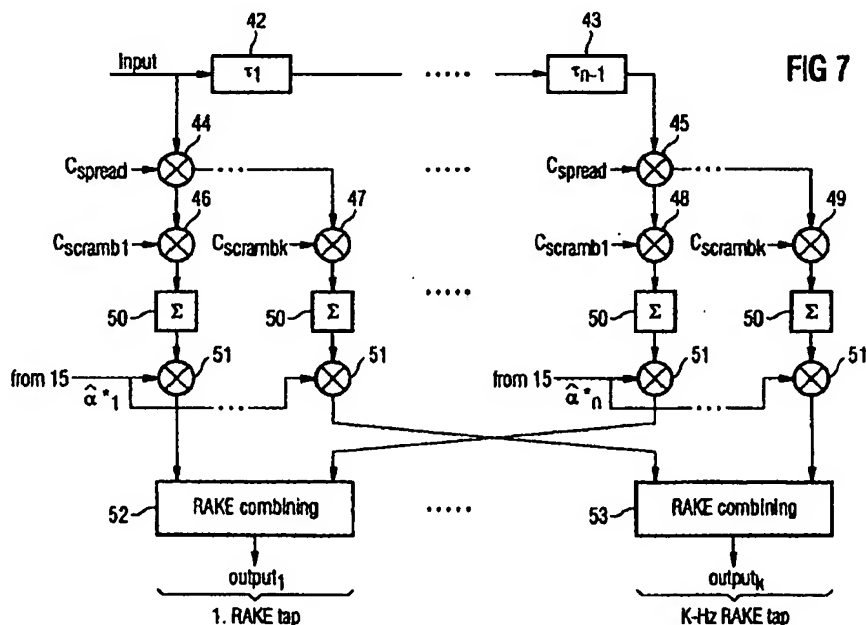 42 43
Input τ1 ..... τn-1 FIG 7
44 45
Cspread ... ..... Cspread ...
46 47 48 49
Cscramb1 Cscrambk Cscramb1 Cscrambk
50 Σ 50 Σ ..... 50 Σ 50 Σ
from 15 51 51 from 15 51 51
α̂*1 ... α̂*n ...
52 RAKE combining ..... 53 RAKE combining
output1 outputk
1. RAKE tap K-Hz RAKE tap